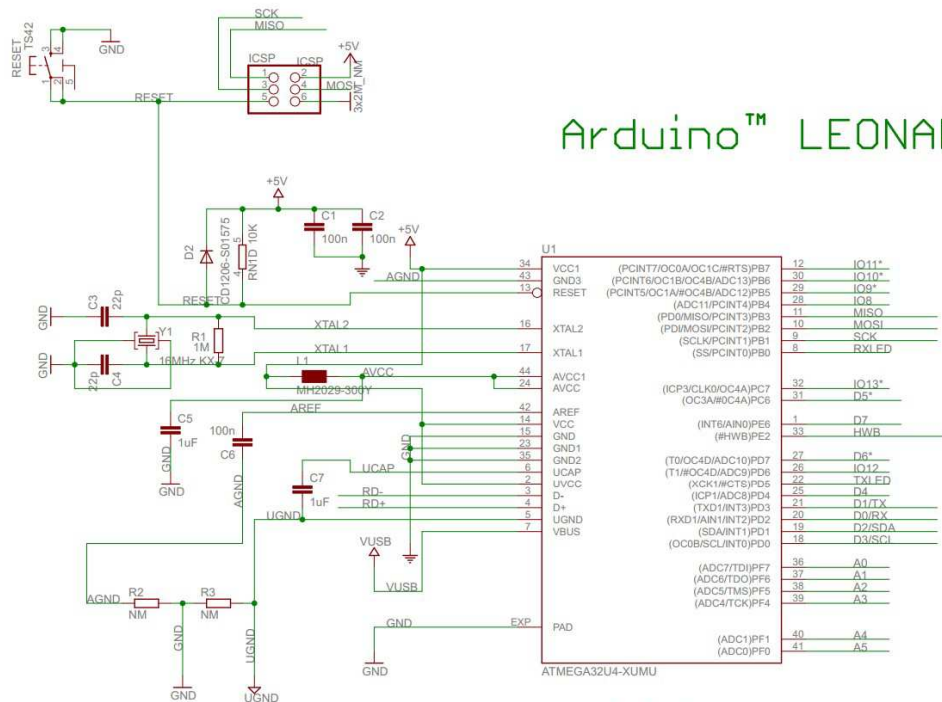 SCK
MISO
RESET
TS42
3
4
1
2
5
GND
+5V
ICSP
ICSP
1
2
3
4
5
6
MOSI
3x2M_NM
RESET
Arduino™ LEONA
+5V
D2
CD1206-S01575
5
4
RN1D 10K
C1
100n
C2
100n
RESET
+5V
AGND
GND
C3
22p
Y1
16MHz KX-7
R1
1M
XTAL2
XTAL1
GND
22p
C4
L1
MH2029-300Y
AVCC
C5
1uF
GND
GND
100n
C6
AREF
AGND
C7
1uF
UCAP
UGND
RD-
RD+
GND
VUSB
VUSB
AGND
R2
NM
R3
NM
GND
GND
UGND
UGND
GND
GND
U1
34 VCC1 (PCINT7/OC0A/OC1C/#RTS)PB7 12 IO11*
43 GND3 (PCINT6/OC1B/OC4B/ADC13)PB6 30 IO10*
13 RESET (PCINT5/OC1A/#OC4B/ADC12)PB5 29 IO9*
(ADC11/PCINT4)PB4 28 IO8
(PD0/MISO/PCINT3)PB3 11 MISO
16 XTAL2 (PDI/MOSI/PCINT2)PB2 10 MOSI
(SCLK/PCINT1)PB1 9 SCK
17 XTAL1 (SS/PCINT0)PB0 8 RXLED
44 AVCC1
24 AVCC (ICP3/CLK0/OC4A)PC7 32 IO13*
(OC3A/#0C4A)PC6 31 D5*
42 AREF
14 VCC (INT6/AIN0)PE6 1 D7
15 GND (#HWB)PE2 33 HWB
23 GND1
35 GND2 (T0/OC4D/ADC10)PD7 27 D6*
6 UCAP (T1/#OC4D/ADC9)PD6 26 IO12
2 UVCC (XCK1/#CTS)PD5 22 TXLED
3 D- (ICP1/ADC8)PD4 25 D4
4 D+ (TXD1/INT3)PD3 21 D1/TX
5 UGND (RXD1/AIN1/INT2)PD2 20 D0/RX
7 VBUS (SDA/INT1)PD1 19 D2/SDA
(OC0B/SCL/INT0)PD0 18 D3/SCL
(ADC7/TDI)PF7 36 A0
(ADC6/TDO)PF6 37 A1
(ADC5/TMS)PF5 38 A2
(ADC4/TCK)PF4 39 A3
EXP PAD
(ADC1)PF1 40 A4
(ADC0)PF0 41 A5
ATMEGA32U4-XUMU